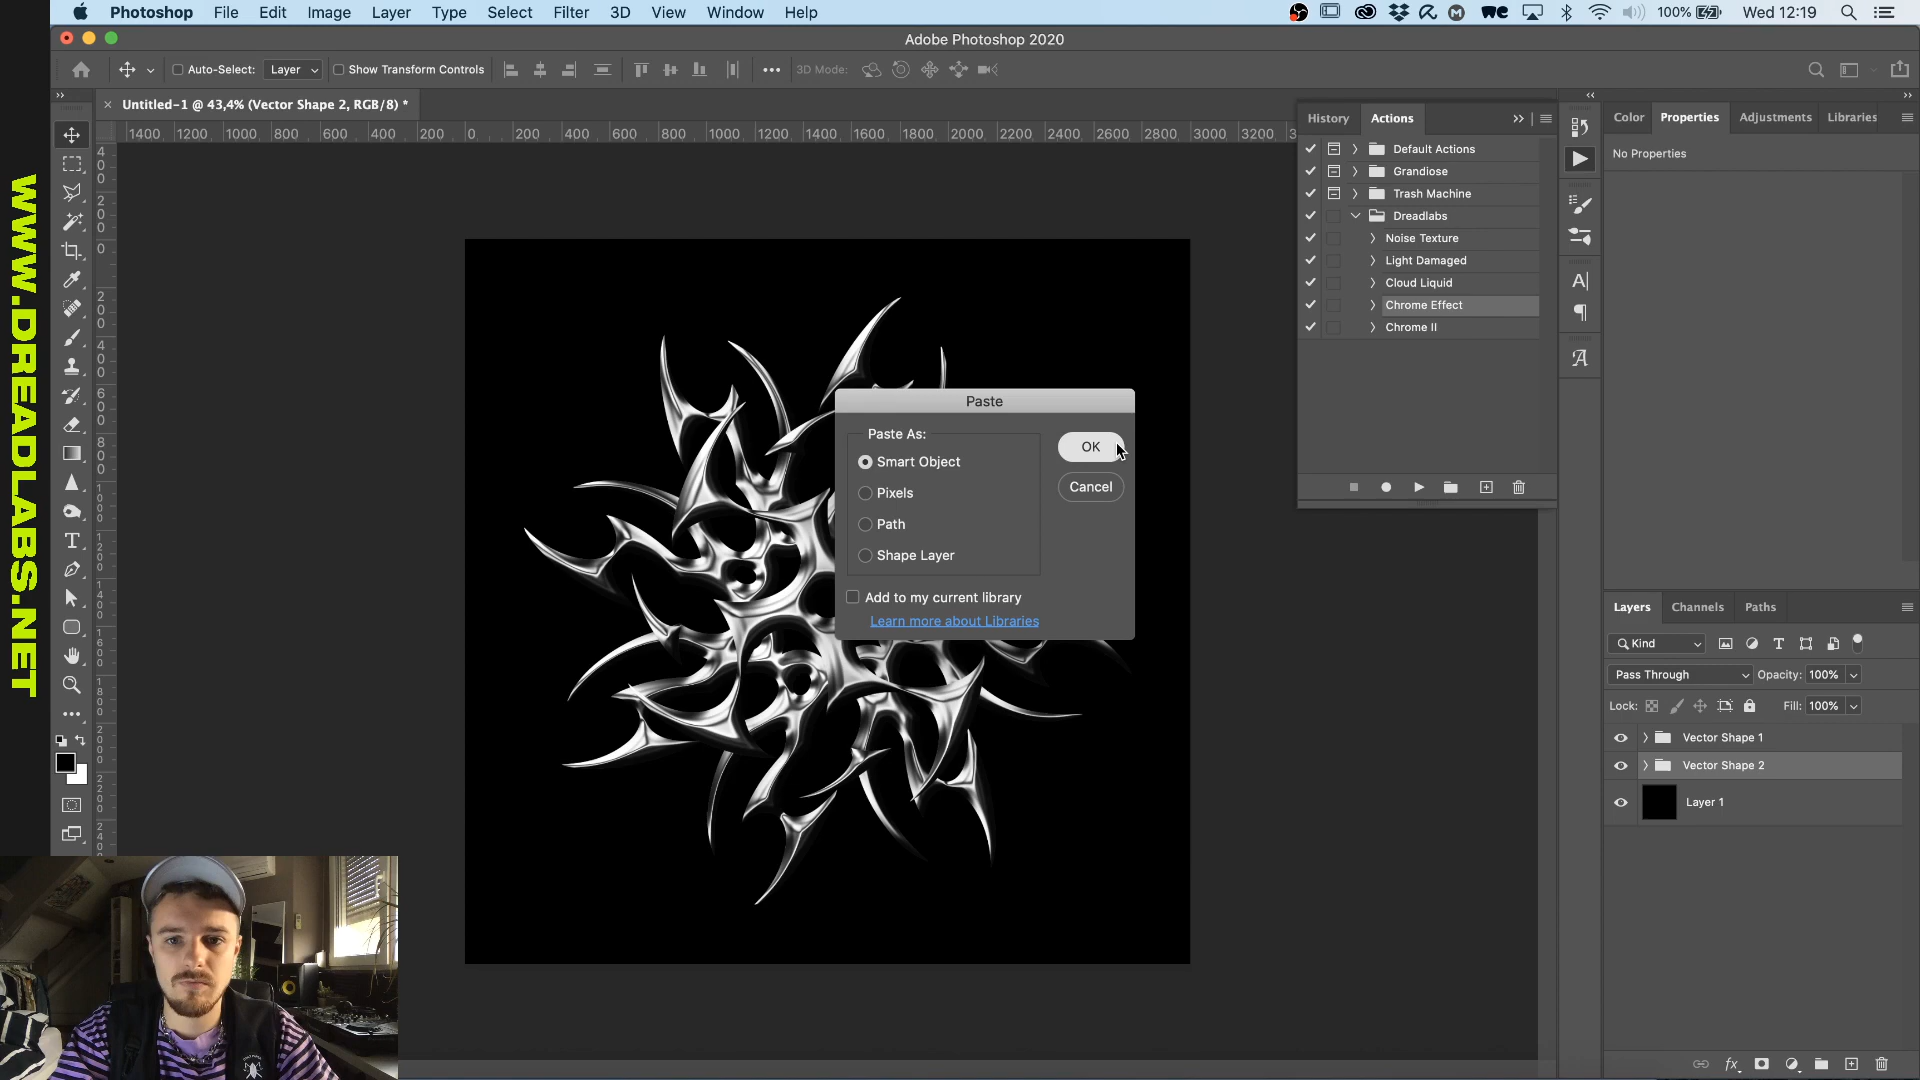 Photoshop File Edit Image Layer Type Select Filter 3D View Window Help
100% Wed 12:19
Adobe Photoshop 2020
Auto-Select: Layer Show Transform Controls 3D Mode:
Untitled-1 @ 43,4% (Vector Shape 2, RGB/8) *
1400 1200 1000 800 600 400 200 0 200 400 600 800 1000 1200 1400 1600 1800 2000 2200 2400 2600 2800 3000 3200
WWW.DREADLABS.NET
History Actions
Default Actions
Grandiose
Trash Machine
Dreadlabs
Noise Texture
Light Damaged
Cloud Liquid
Chrome Effect
Chrome II
Color Properties Adjustments Libraries
No Properties
Paste
Paste As:
Smart Object
Pixels
Path
Shape Layer
OK
Cancel
Add to my current library
Learn more about Libraries
Layers Channels Paths
Kind
Pass Through Opacity: 100%
Lock: Fill: 100%
Vector Shape 1
Vector Shape 2
Layer 1